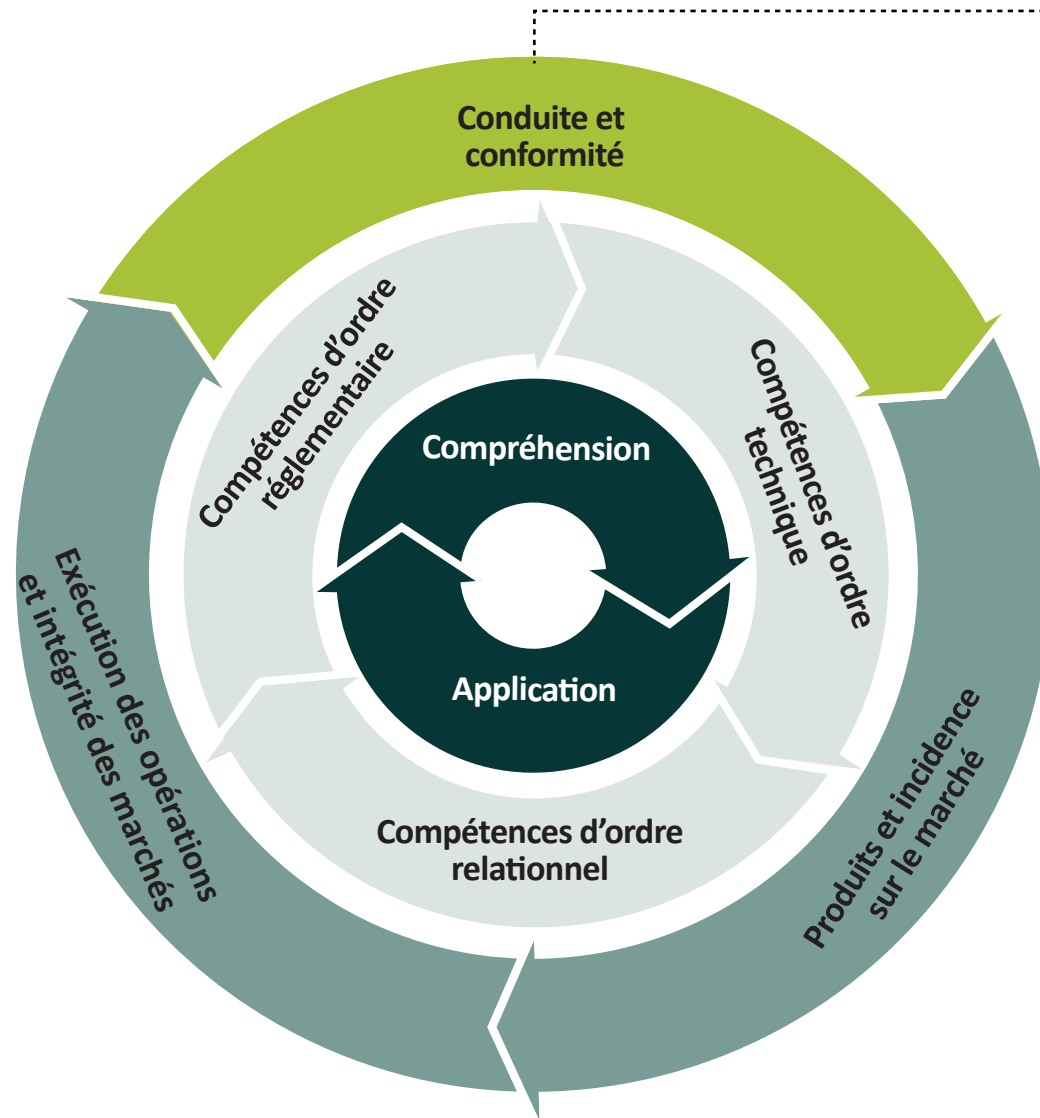 Conduite et
conformité
Compétences d'ordre
réglementaire
Compétences d'ordre
technique
Compréhension
Application
Compétences d'ordre
relationnel
Exécution des opérations
et intégrité des marchés
Produits et incidence
sur le marché